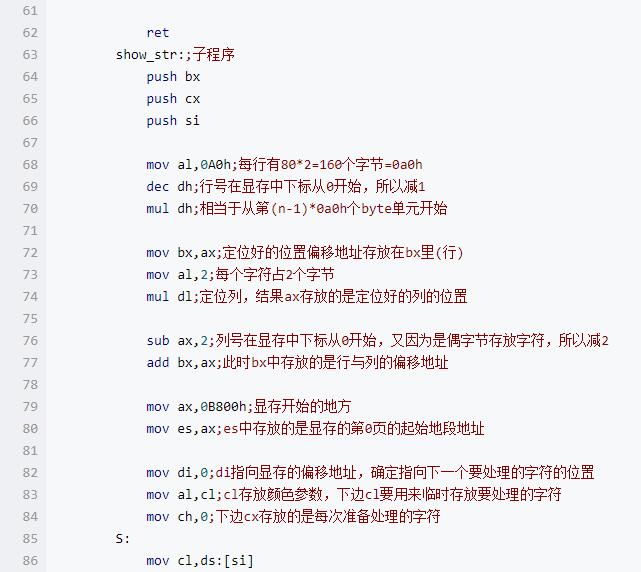 61
62 ret
63 show_str:;子程序
64 push bx
65 push cx
66 push si
67
68 mov al,0A0h;每行有80*2=160个字节=0a0h
69 dec dh;行号在显存中下标从0开始，所以减1
70 mul dh;相当于从第(n-1)*0a0h个byte单元开始
71
72 mov bx,ax;定位好的位置偏移地址存放在bx里(行)
73 mov al,2;每个字符占2个字节
74 mul dl;定位列，结果ax存放的是定位好的列的位置
75
76 sub ax,2;列号在显存中下标从0开始，又因为是偶字节存放字符，所以减2
77 add bx,ax;此时bx中存放的是行与列的偏移地址
78
79 mov ax,0B800h;显存开始的地方
80 mov es,ax;es中存放的是显存的第0页的起始地段地址
81
82 mov di,0;di指向显存的偏移地址，确定指向下一个要处理的字符的位置
83 mov al,cl;cl存放颜色参数，下边cl要用来临时存放要处理的字符
84 mov ch,0;下边cx存放的是每次准备处理的字符
85 S:
86 mov cl,ds:[si]